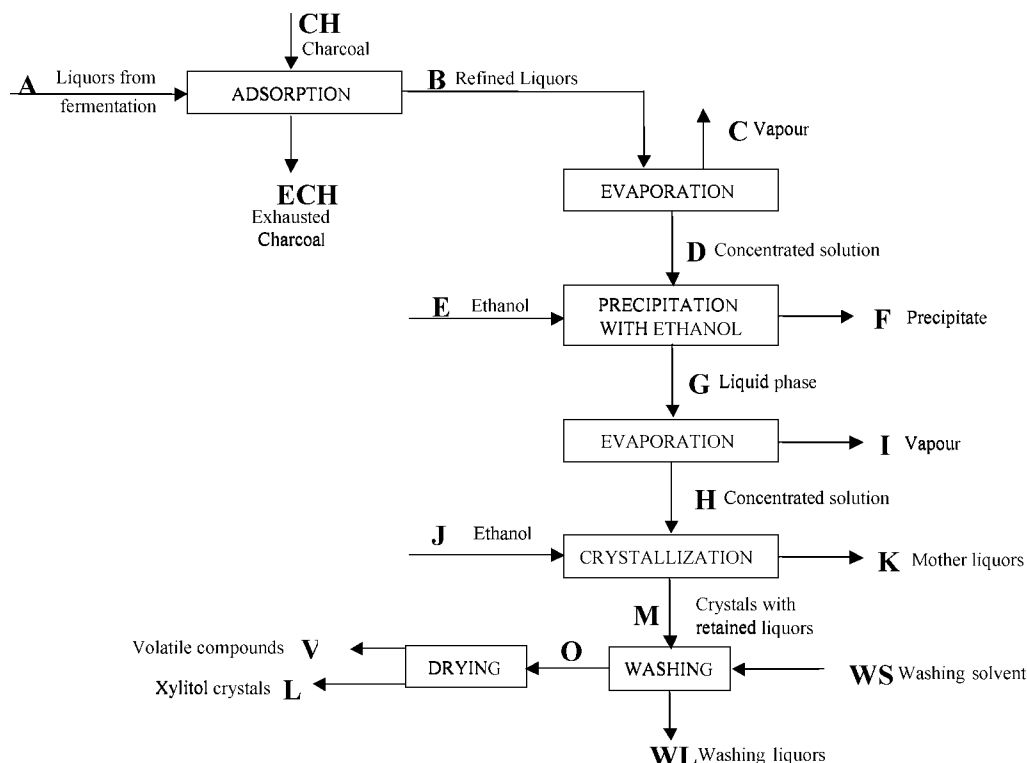 CH
Charcoal
A
Liquors from
fermentation
ADSORPTION
B Refined Liquors
C Vapour
ECH
Exhausted
Charcoal
EVAPORATION
D Concentrated solution
E Ethanol
PRECIPITATION
WITH ETHANOL
F Precipitate
G Liquid phase
EVAPORATION
I Vapour
H Concentrated solution
J Ethanol
CRYSTALLIZATION
K Mother liquors
M Crystals with
retained liquors
Volatile compounds V
O
DRYING
WASHING
WS Washing solvent
Xylitol crystals L
WL Washing liquors